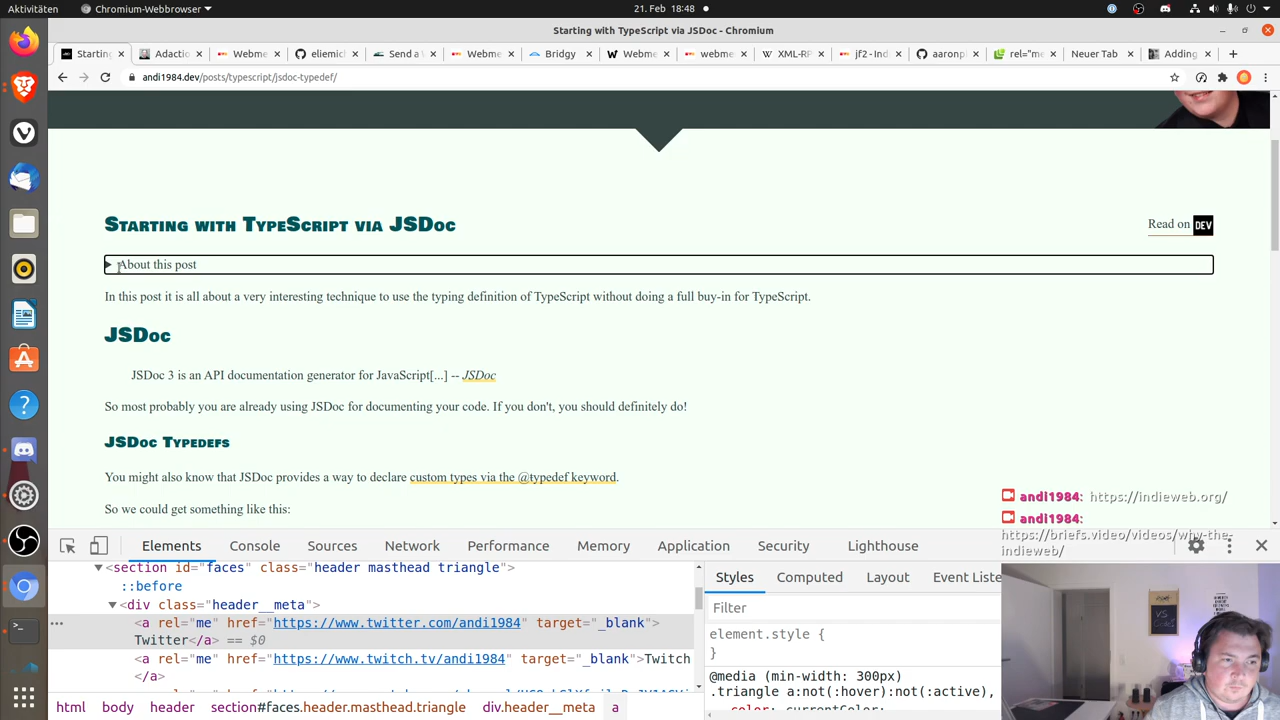 Aktivitäten
Chromium-Webbrowser
21. Feb 18:48
Starting with TypeScript via JSDoc - Chromium
Starting
Adaction
Webme
eliemich
Send a W
Webme
Bridgy
Webme
webme
XML-RP
jf2 - Ind
aaronp
rel="me
Neuer Tab
Adding
andi1984.dev/posts/typescript/jsdoc-typedef/
Starting with TypeScript via JSDoc
Read on DEV
About this post
In this post it is all about a very interesting technique to use the typing definition of TypeScript without doing a full buy-in for TypeScript.
JSDoc
JSDoc 3 is an API documentation generator for JavaScript[...] -- JSDoc
So most probably you are already using JSDoc for documenting your code. If you don't, you should definitely do!
JSDoc Typedefs
You might also know that JSDoc provides a way to declare custom types via the @typedef keyword.
So we could get something like this:
andi1984: https://indieweb.org/
andi1984:
https://briefs.video/videos/why-the-
indieweb/
Elements Console Sources Network Performance Memory Application Security Lighthouse
<section id="faces" class="header masthead triangle">
::before
<div class="header__meta">
<a rel="me" href="https://www.twitter.com/andi1984" target="_blank">
Twitter</a> == $0
<a rel="me" href="https://www.twitch.tv/andi1984" target="_blank">Twitch
</a>
html body header section#faces.header.masthead.triangle div.header__meta a
Styles Computed Layout Event Liste
Filter
element.style {
}
@media (min-width: 300px)
.triangle a:not(:hover):not(:active),